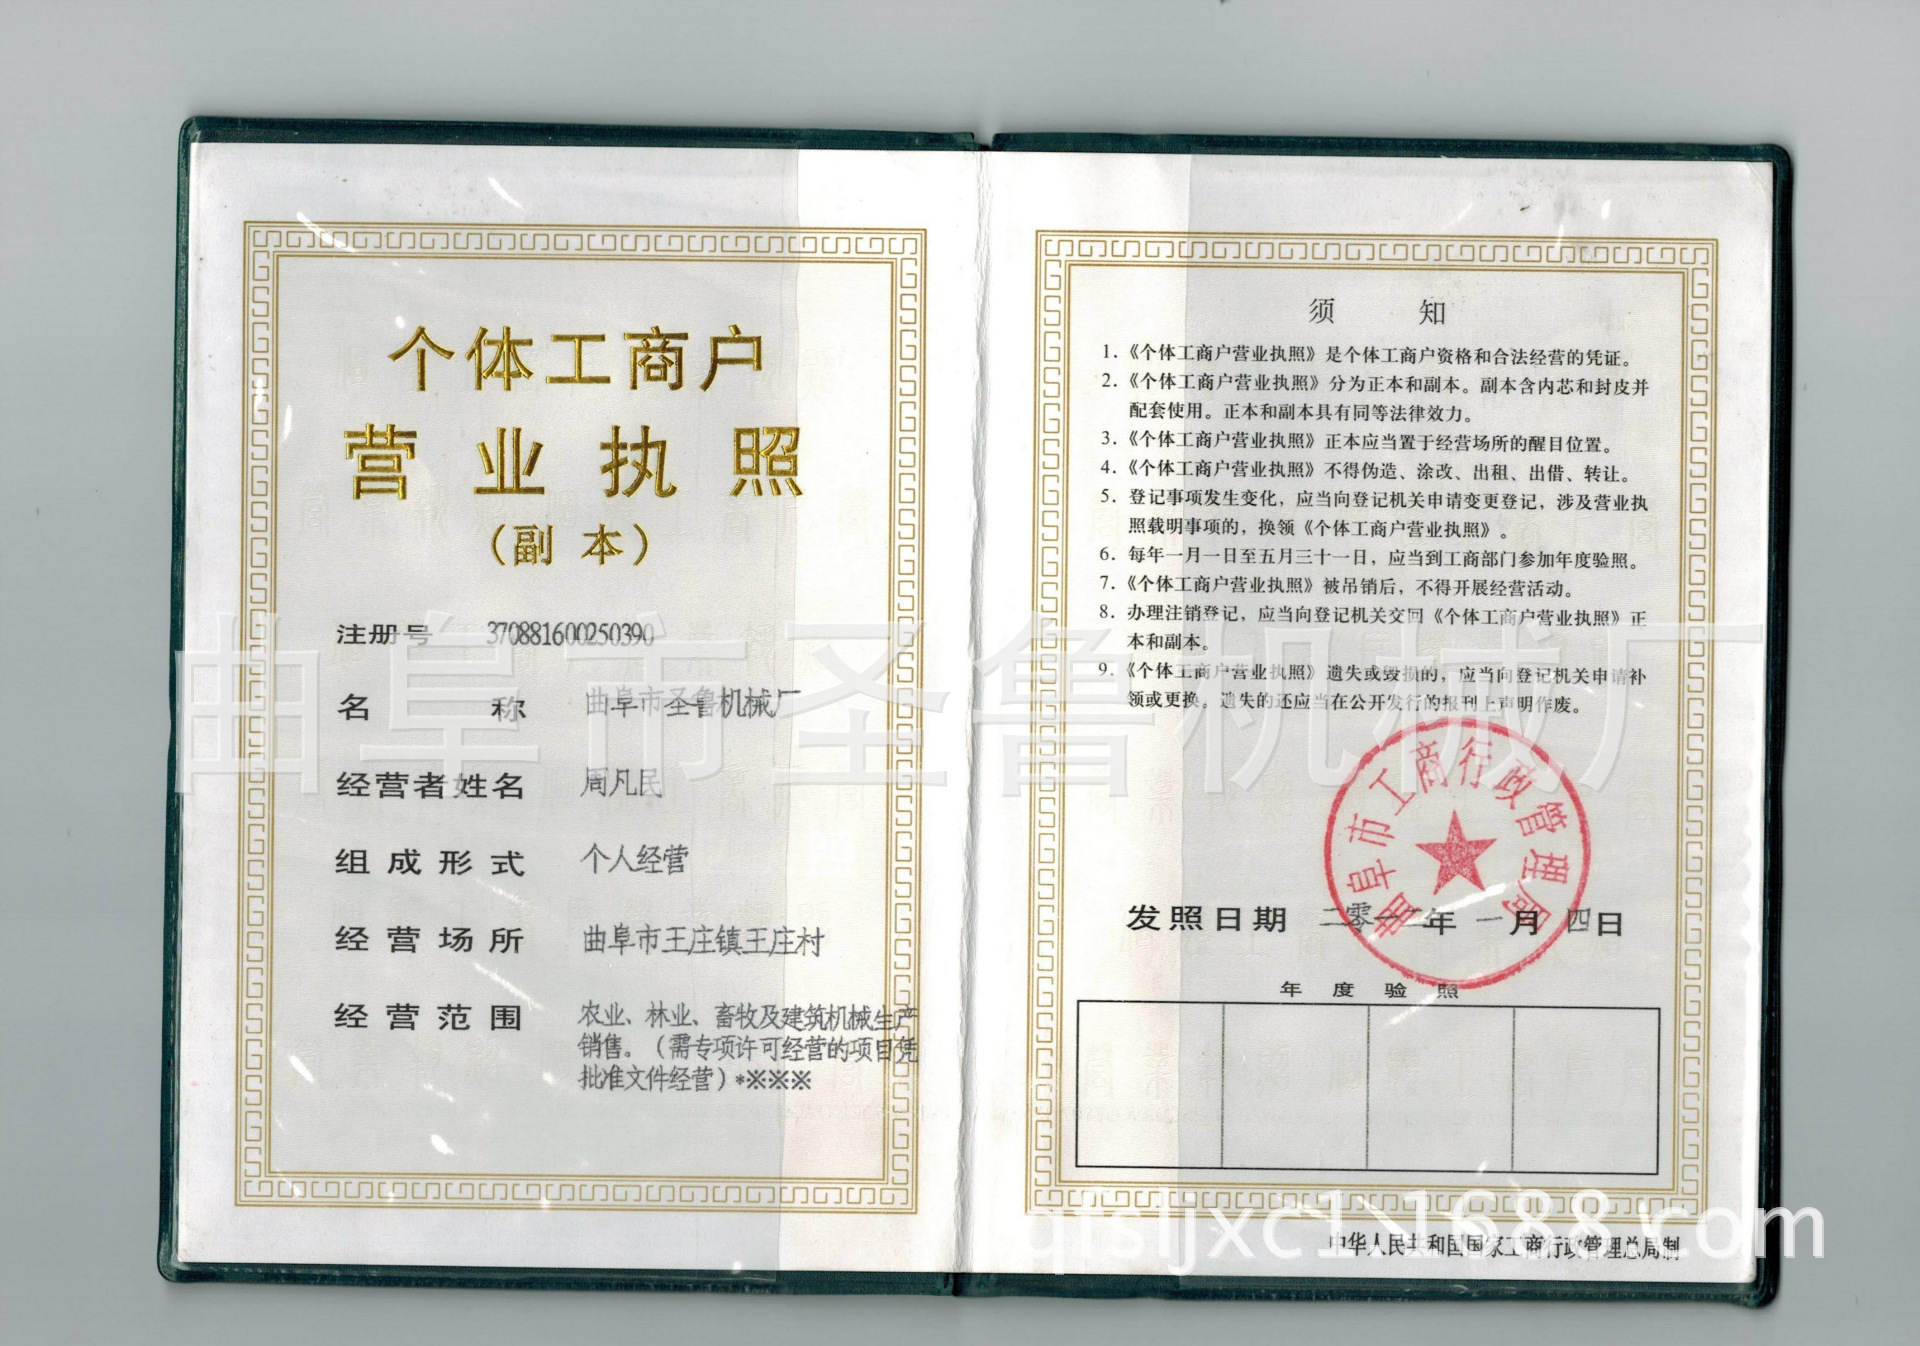 个体工商户
营业执照
（副 本）
注册号 370881600250390
名 称 曲阜市圣鲁机械厂
经营者姓名 周凡民
组成形式 个人经营
经营场所 曲阜市王庄镇王庄村
经营范围 农业、林业、畜牧及建筑机械生产
销售。（需专项许可经营的项目凭
批准文件经营）*※※※
须 知
1.《个体工商户营业执照》是个体工商户资格和合法经营的凭证。
2.《个体工商户营业执照》分为正本和副本。副本含内芯和封皮并
配套使用。正本和副本具有同等法律效力。
3.《个体工商户营业执照》正本应当置于经营场所的醒目位置。
4.《个体工商户营业执照》不得伪造、涂改、出租、出借、转让。
5. 登记事项发生变化，应当向登记机关申请变更登记，涉及营业执
照载明事项的，换领《个体工商户营业执照》。
6. 每年一月一日至五月三十一日，应当到工商部门参加年度验照。
7.《个体工商户营业执照》被吊销后，不得开展经营活动。
8. 办理注销登记，应当向登记机关交回《个体工商户营业执照》正
本和副本。
9.《个体工商户营业执照》遗失或毁损的，应当向登记机关申请补
领或更换。遗失的还应当在公开发行的报刊上声明作废。
曲阜市工商行政管理局
发照日期 二零一二年 一月 四日
年 度 验 照
中华人民共和国国家工商行政管理总局制
曲阜市圣鲁机械厂
qfsljxc1.1688.com